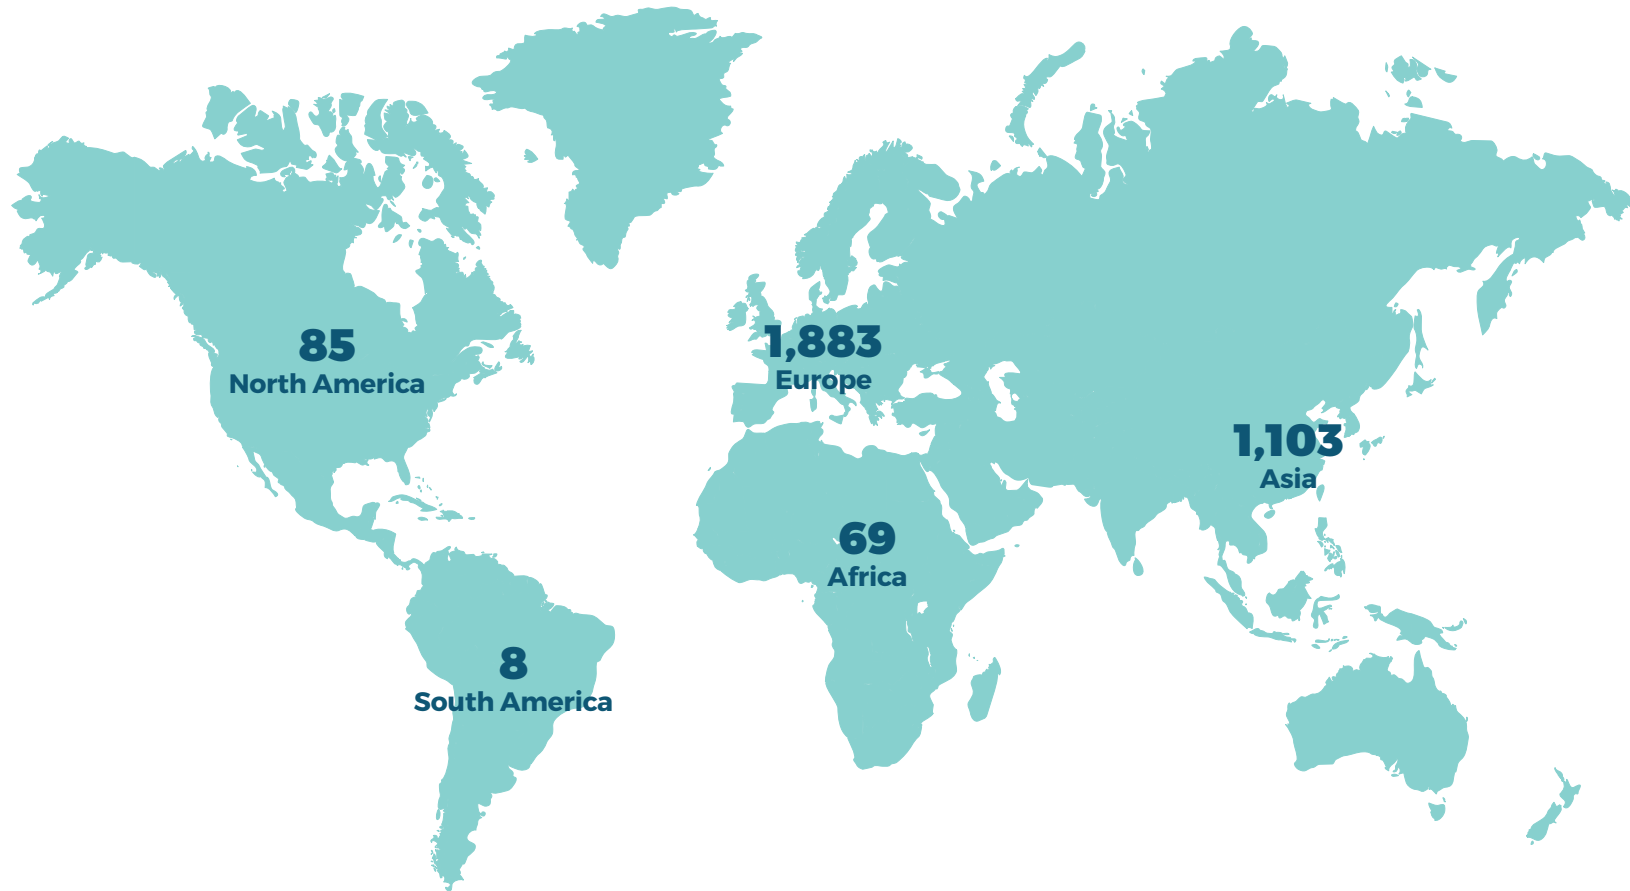 85
North America
1,883
Europe
1,103
Asia
69
Africa
8
South America